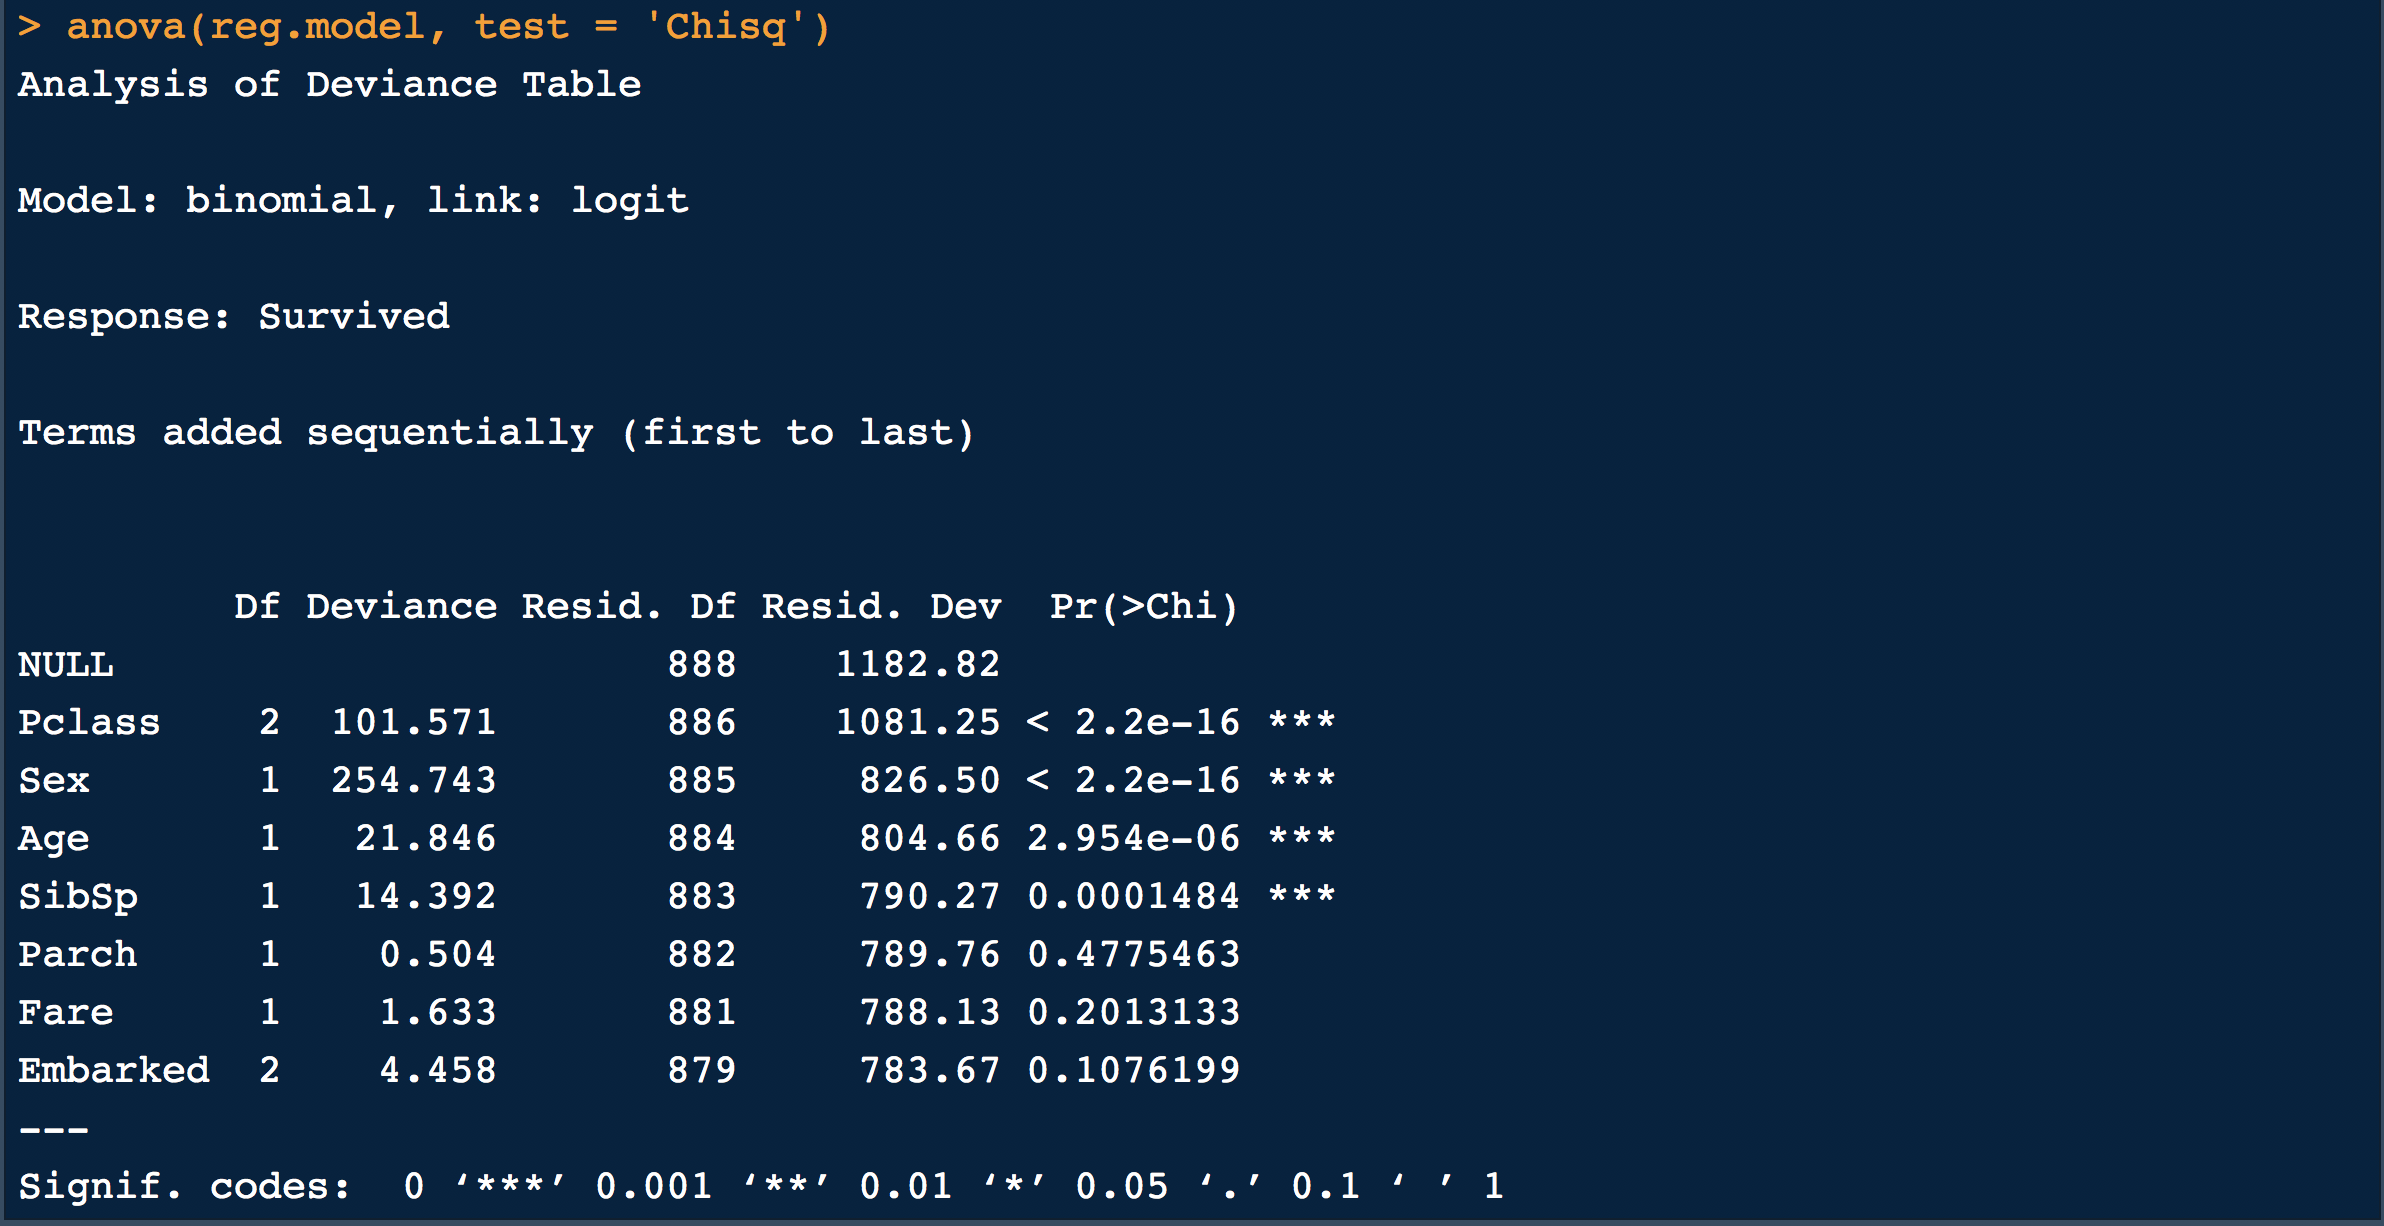 > anova(reg.model, test = 'Chisq')
Analysis of Deviance Table
Model: binomial, link: logit
Response: Survived
Terms added sequentially (first to last)
Df Deviance Resid. Df Resid. Dev Pr(>Chi)
NULL 888 1182.82
Pclass 2 101.571 886 1081.25 < 2.2e-16 ***
Sex 1 254.743 885 826.50 < 2.2e-16 ***
Age 1 21.846 884 804.66 2.954e-06 ***
SibSp 1 14.392 883 790.27 0.0001484 ***
Parch 1 0.504 882 789.76 0.4775463
Fare 1 1.633 881 788.13 0.2013133
Embarked 2 4.458 879 783.67 0.1076199
---
Signif. codes: 0 ‘***’ 0.001 ‘**’ 0.01 ‘*’ 0.05 ‘.’ 0.1 ‘ ’ 1